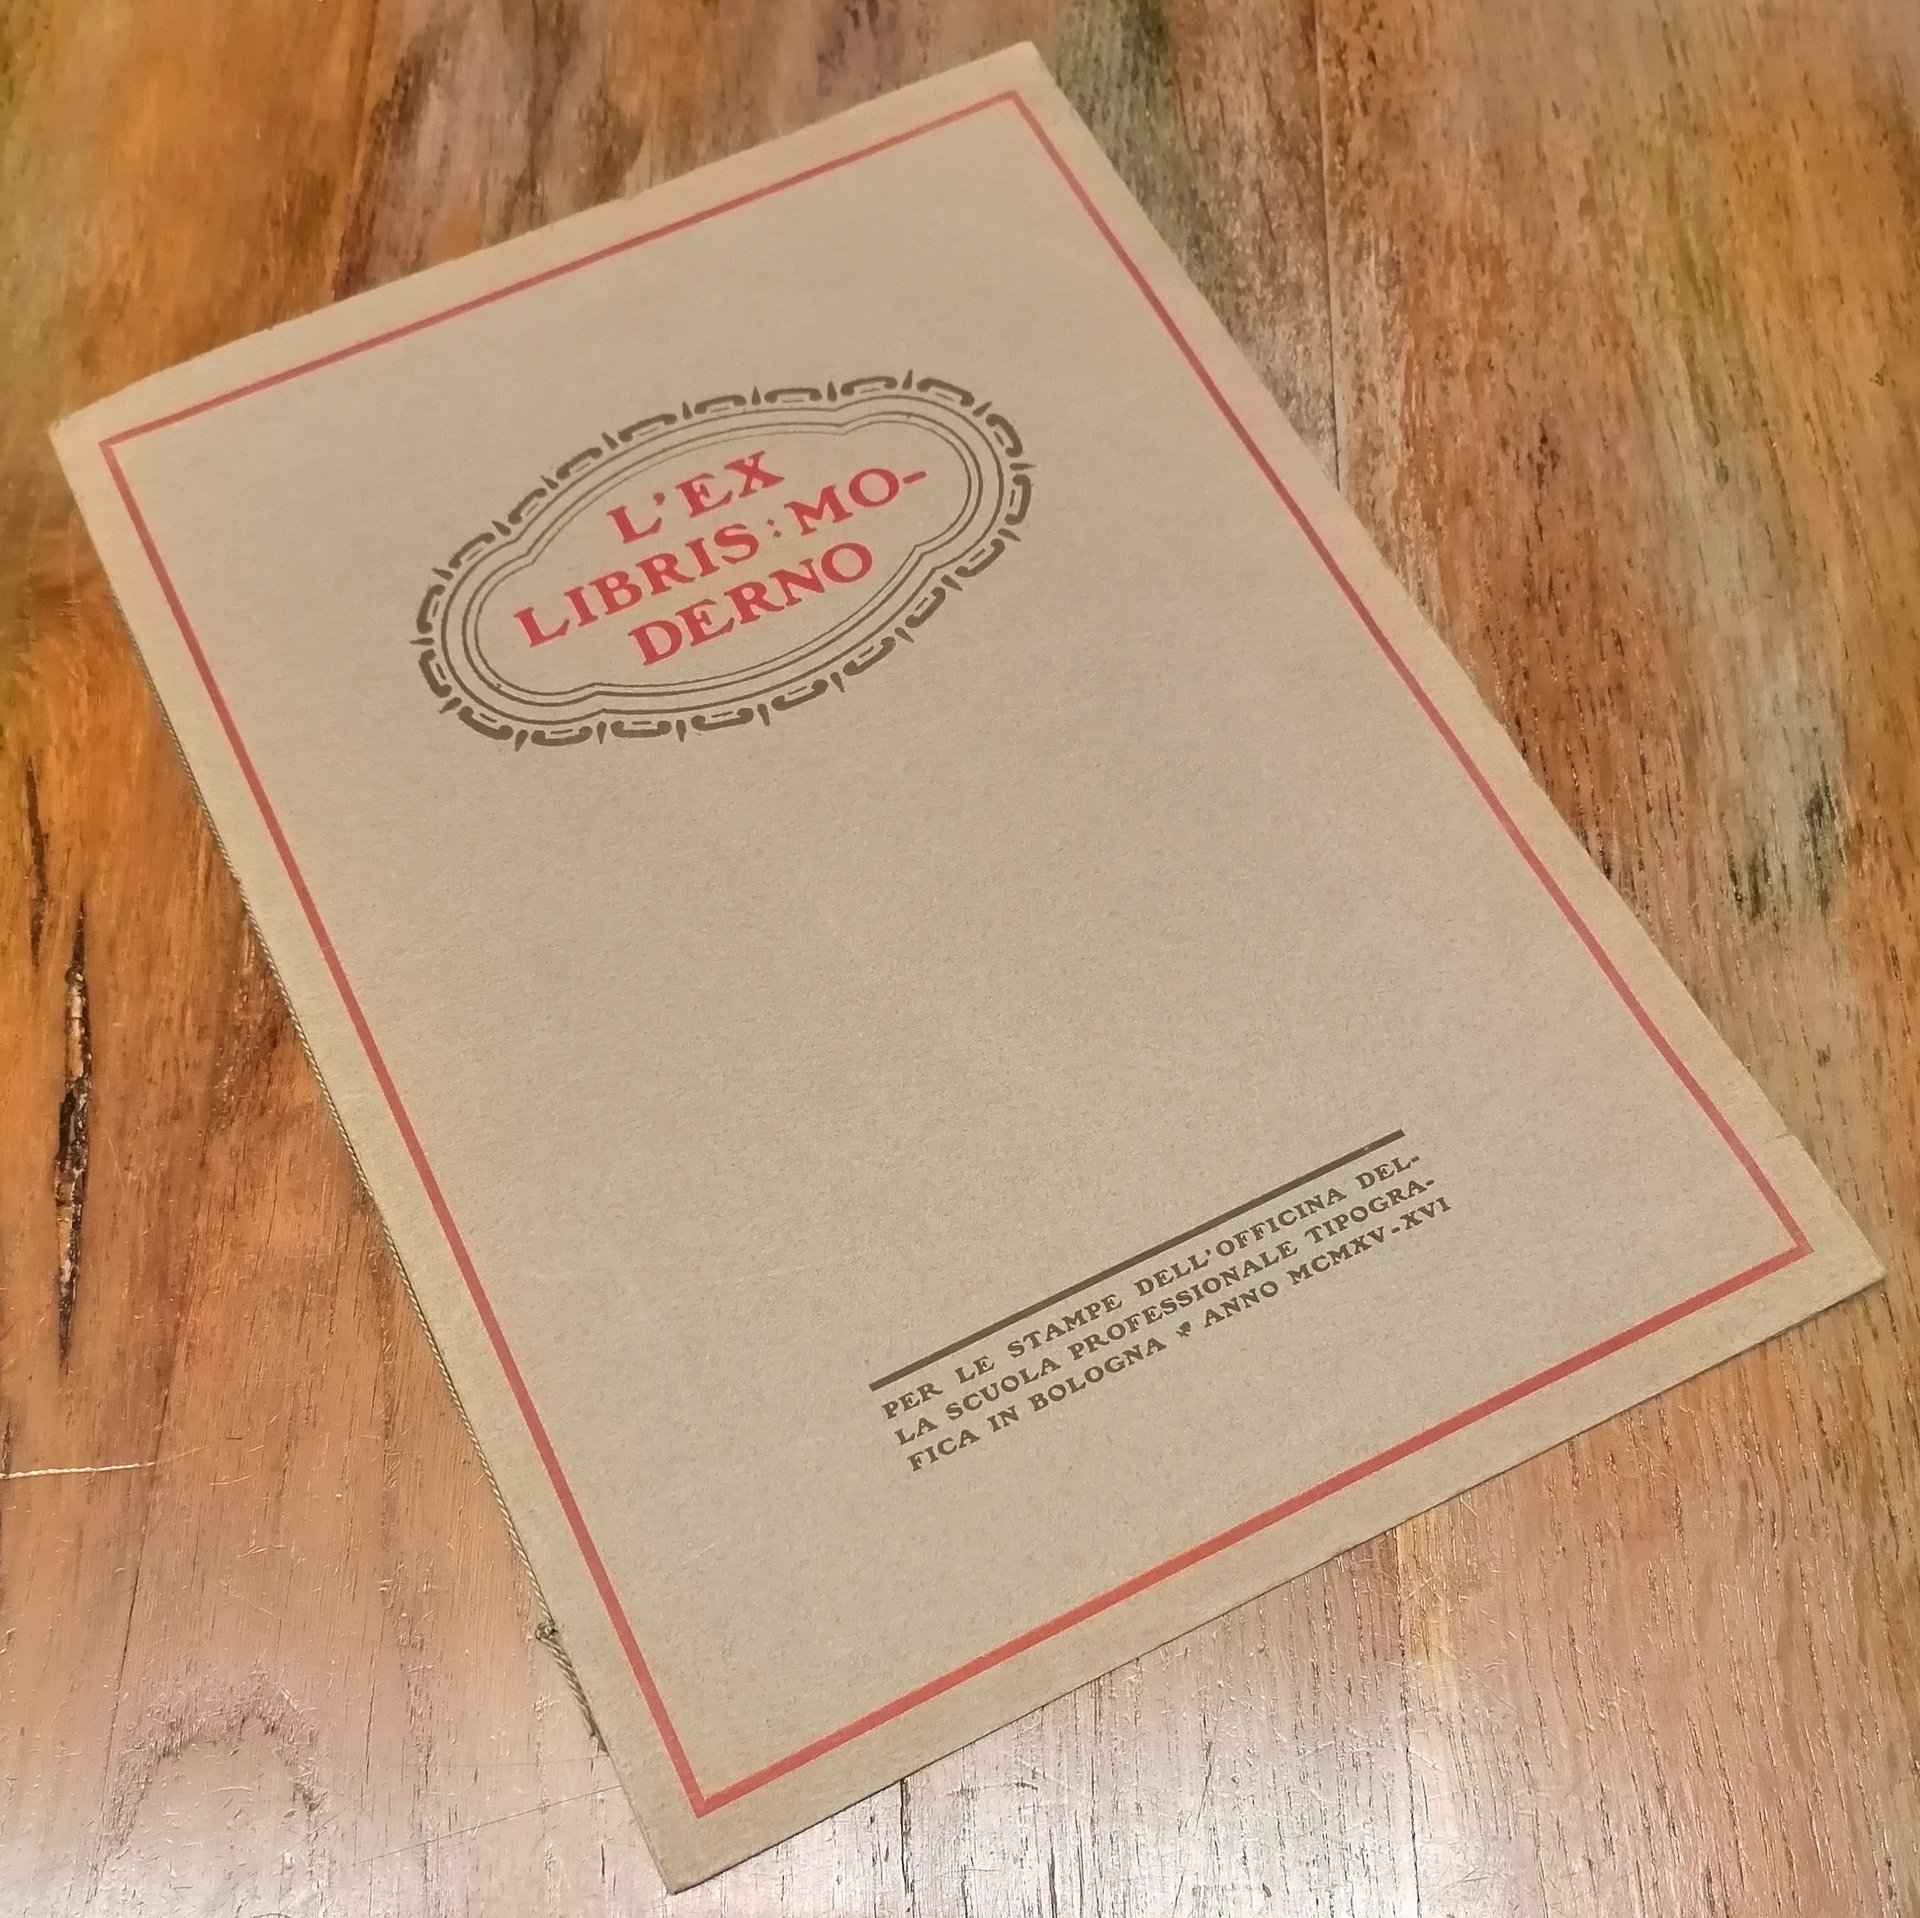 L'EX
LIBRIS : MO-
DERNO
PER LE STAMPE DELL'OFFICINA DEL-
LA SCUOLA PROFESSIONALE TIPOGRA-
FICA IN BOLOGNA * ANNO MCMXV-XVI